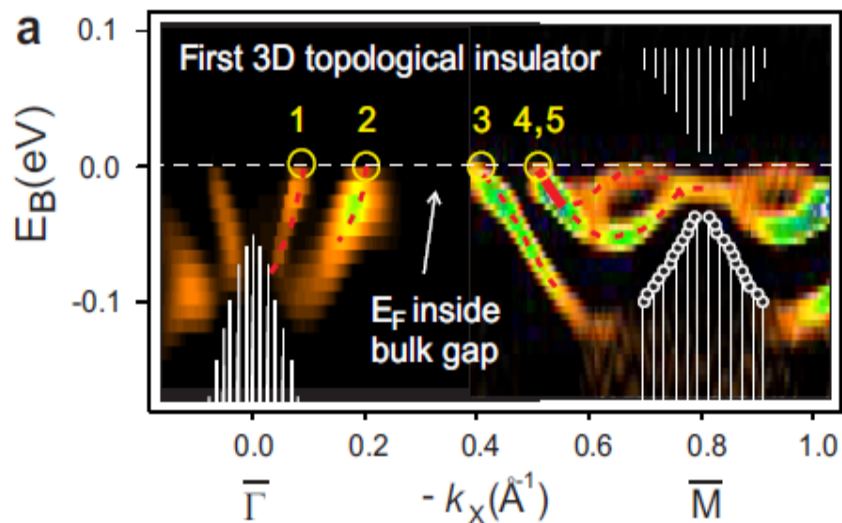 a
First 3D topological insulator
1 2 3 4,5
E_F inside
bulk gap
E_B(eV)
0.1
0.0
-0.1
0.0 0.2 0.4 0.6 0.8 1.0
Γ̅ - k_x(Å⁻¹) M̅